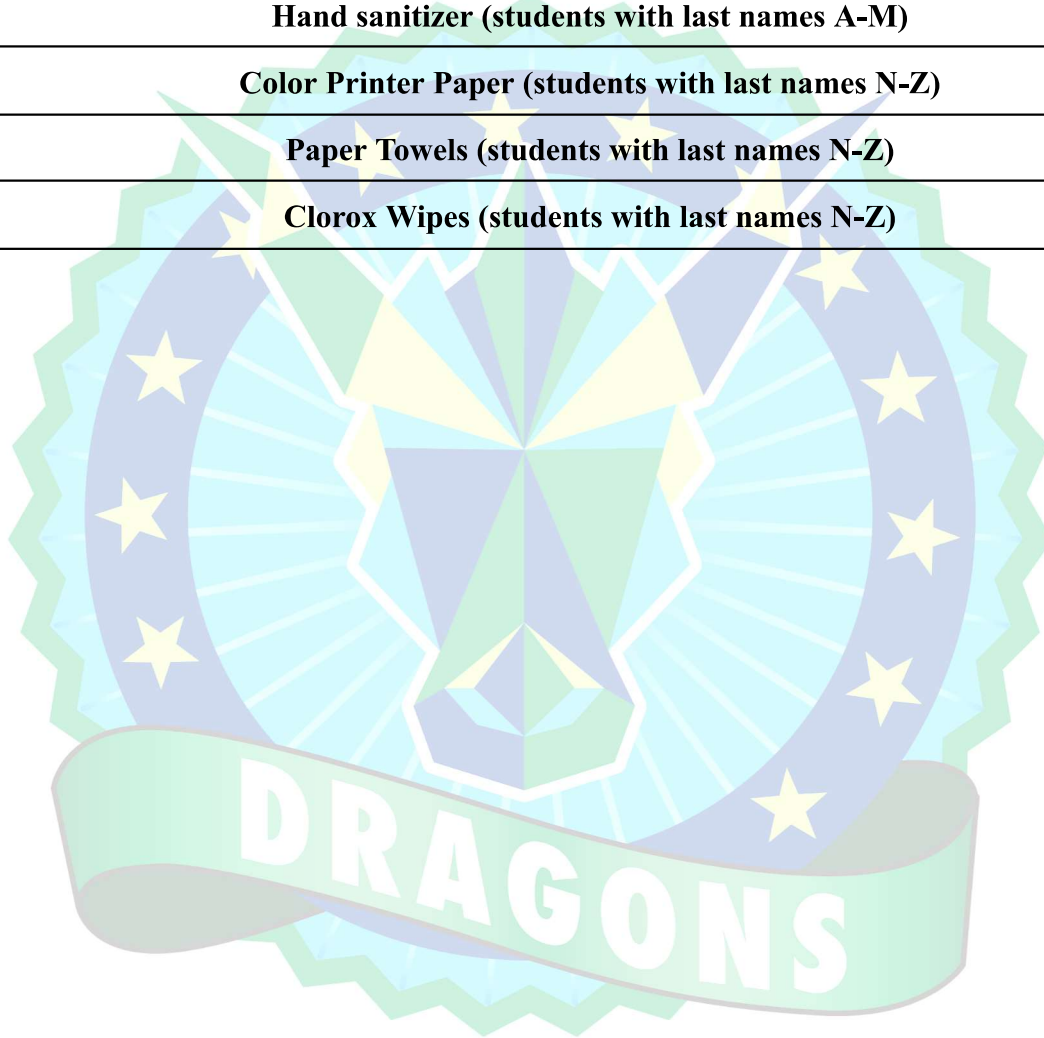 Hand sanitizer (students with last names A-M)
Color Printer Paper (students with last names N-Z)
Paper Towels (students with last names N-Z)
Clorox Wipes (students with last names N-Z)
DRAGONS